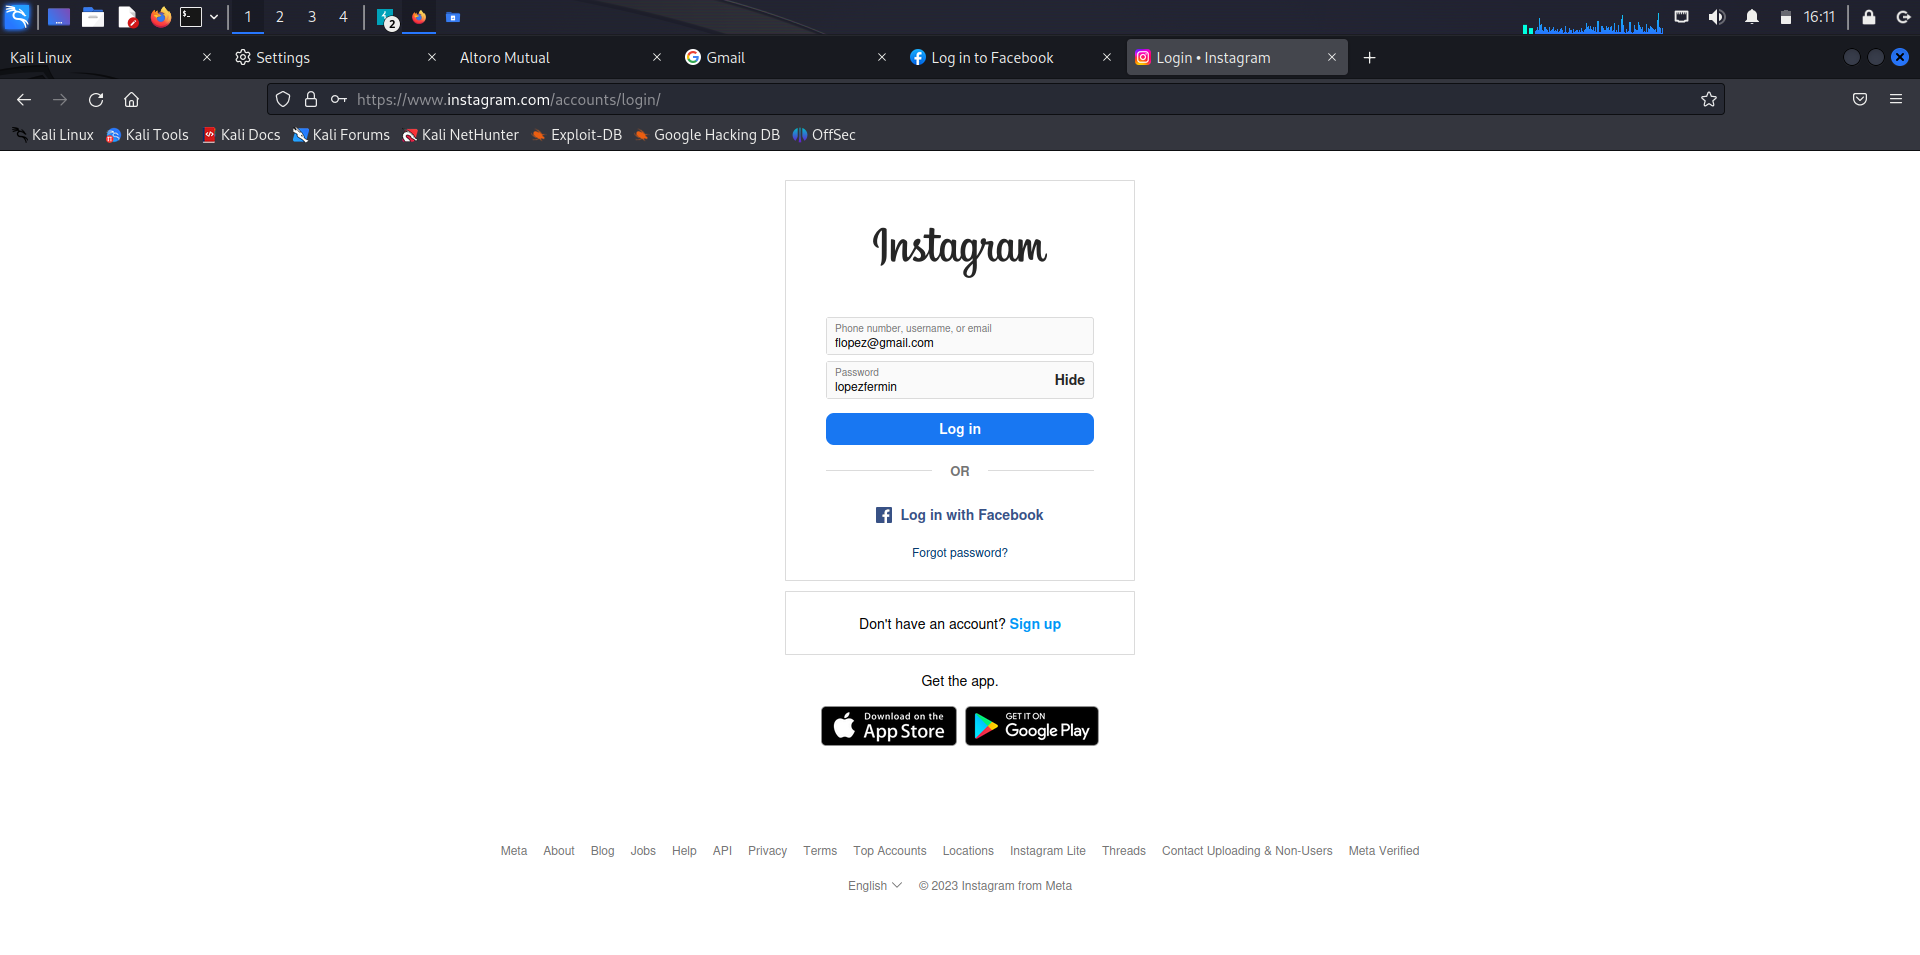 1 2 3 4 2 16:11
Kali Linux Settings Altoro Mutual Gmail Log in to Facebook Login • Instagram
https://www.instagram.com/accounts/login/
Kali Linux Kali Tools Kali Docs Kali Forums Kali NetHunter Exploit-DB Google Hacking DB OffSec
Instagram
Phone number, username, or email
flopez@gmail.com
Password
lopezfermin
Hide
Log in
OR
Log in with Facebook
Forgot password?
Don't have an account? Sign up
Get the app.
Download on the
App Store
GET IT ON
Google Play
Meta About Blog Jobs Help API Privacy Terms Top Accounts Locations Instagram Lite Threads Contact Uploading & Non-Users Meta Verified
English © 2023 Instagram from Meta